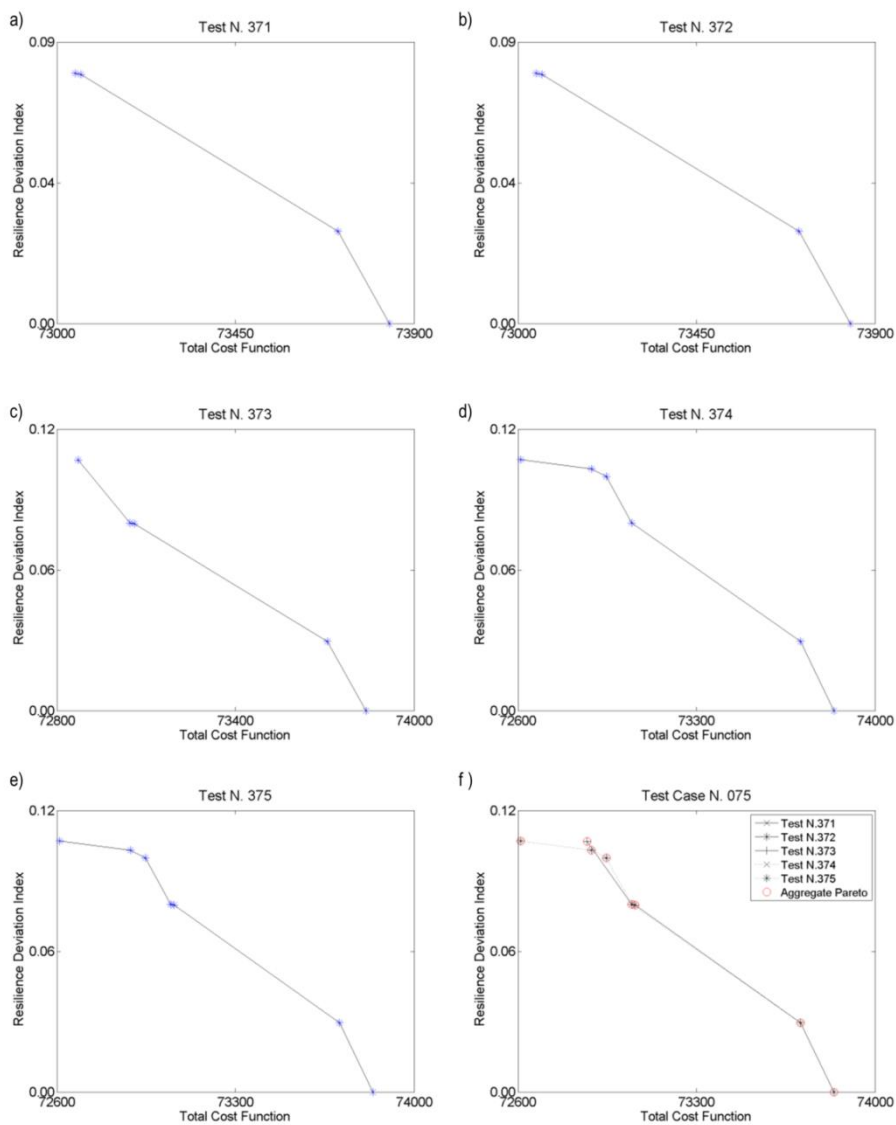 a)
Test N. 371
0.09
0.04
0.00
Resilience Deviation Index
73000
73450
73900
Total Cost Function
b)
Test N. 372
0.09
0.04
0.00
Resilience Deviation Index
73000
73450
73900
Total Cost Function
c)
Test N. 373
0.12
0.06
0.00
Resilience Deviation Index
72800
73400
74000
Total Cost Function
d)
Test N. 374
0.12
0.06
0.00
Resilience Deviation Index
72600
73300
74000
Total Cost Function
e)
Test N. 375
0.12
0.06
0.00
Resilience Deviation Index
72600
73300
74000
Total Cost Function
f)
Test Case N. 075
0.12
0.06
0.00
Resilience Deviation Index
72600
73300
74000
Total Cost Function
Test N.371
Test N.372
Test N.373
Test N.374
Test N.375
Aggregate Pareto